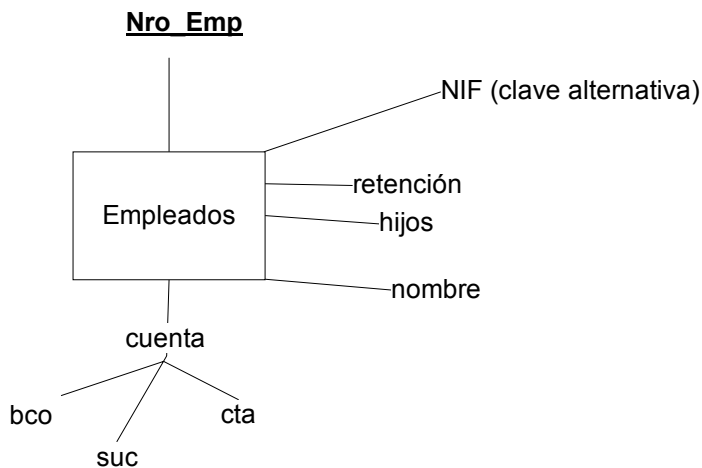 Nro_Emp
NIF (clave alternativa)
retención
Empleados
hijos
nombre
cuenta
bco
cta
suc